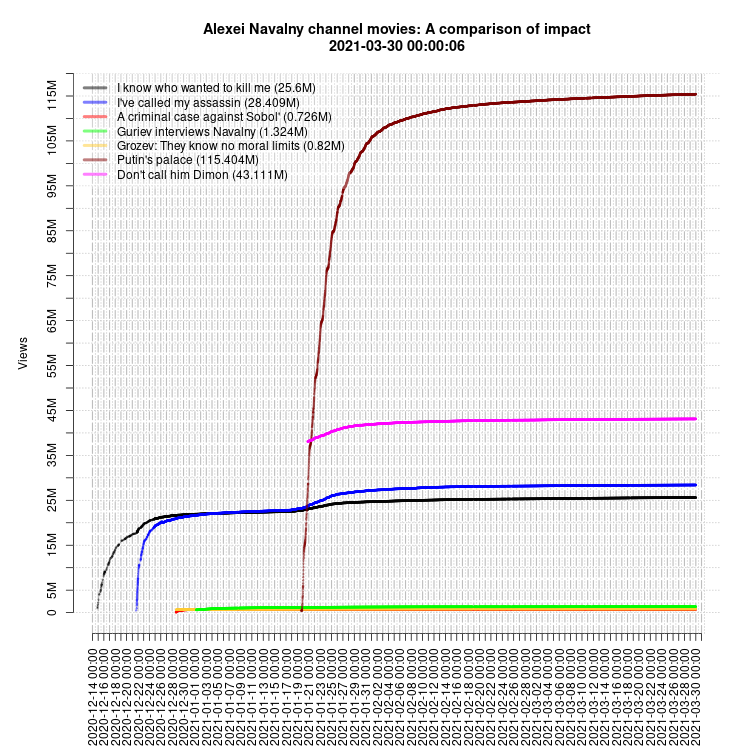 Alexei Navalny channel movies: A comparison of impact
2021-03-30 00:00:06
I know who wanted to kill me (25.6M)
I've called my assassin (28.409M)
A criminal case against Sobol' (0.726M)
Guriev interviews Navalny (1.324M)
Grozev: They know no moral limits (0.82M)
Putin's palace (115.404M)
Don't call him Dimon (43.111M)
Views
115M
105M
95M
85M
75M
65M
55M
45M
35M
25M
15M
5M
0
2020-12-14 00:00
2020-12-16 00:00
2020-12-18 00:00
2020-12-20 00:00
2020-12-22 00:00
2020-12-24 00:00
2020-12-26 00:00
2020-12-28 00:00
2020-12-30 00:00
2021-01-01 00:00
2021-01-03 00:00
2021-01-05 00:00
2021-01-07 00:00
2021-01-09 00:00
2021-01-11 00:00
2021-01-13 00:00
2021-01-15 00:00
2021-01-17 00:00
2021-01-19 00:00
2021-01-21 00:00
2021-01-23 00:00
2021-01-25 00:00
2021-01-27 00:00
2021-01-29 00:00
2021-01-31 00:00
2021-02-02 00:00
2021-02-04 00:00
2021-02-06 00:00
2021-02-08 00:00
2021-02-10 00:00
2021-02-12 00:00
2021-02-14 00:00
2021-02-16 00:00
2021-02-18 00:00
2021-02-20 00:00
2021-02-22 00:00
2021-02-24 00:00
2021-02-26 00:00
2021-02-28 00:00
2021-03-02 00:00
2021-03-04 00:00
2021-03-06 00:00
2021-03-08 00:00
2021-03-10 00:00
2021-03-12 00:00
2021-03-14 00:00
2021-03-16 00:00
2021-03-18 00:00
2021-03-20 00:00
2021-03-22 00:00
2021-03-24 00:00
2021-03-26 00:00
2021-03-28 00:00
2021-03-30 00:00